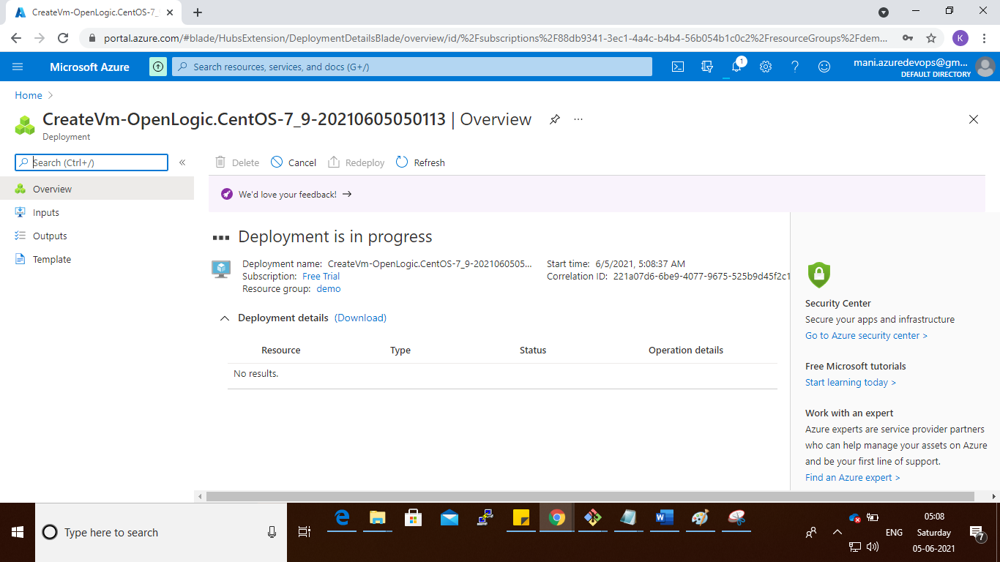 CreateVm-OpenLogic.CentOS-7_
portal.azure.com/#blade/HubsExtension/DeploymentDetailsBlade/overview/id/%2Fsubscriptions%2F88db9341-3ec1-4a4c-b4b4-56b054b1c0c2%2FresourceGroups%2Fdem...
K
Microsoft Azure
Search resources, services, and docs (G+/)
1
mani.azuredevops@gm...
DEFAULT DIRECTORY
Home >
CreateVm-OpenLogic.CentOS-7_9-20210605050113 | Overview
Deployment
Search (Ctrl+/)
Delete Cancel Redeploy Refresh
Overview
Inputs
Outputs
Template
We'd love your feedback! →
Deployment is in progress
Deployment name: CreateVm-OpenLogic.CentOS-7_9-2021060505...
Subscription: Free Trial
Resource group: demo
Start time: 6/5/2021, 5:08:37 AM
Correlation ID: 221a07d6-6be9-4077-9675-525b9d45f2c1
Deployment details (Download)
Resource Type Status Operation details
No results.
Security Center
Secure your apps and infrastructure
Go to Azure security center >
Free Microsoft tutorials
Start learning today >
Work with an expert
Azure experts are service provider partners
who can help manage your assets on Azure
and be your first line of support.
Find an Azure expert >
Type here to search
ENG
05:08
Saturday
05-06-2021
7